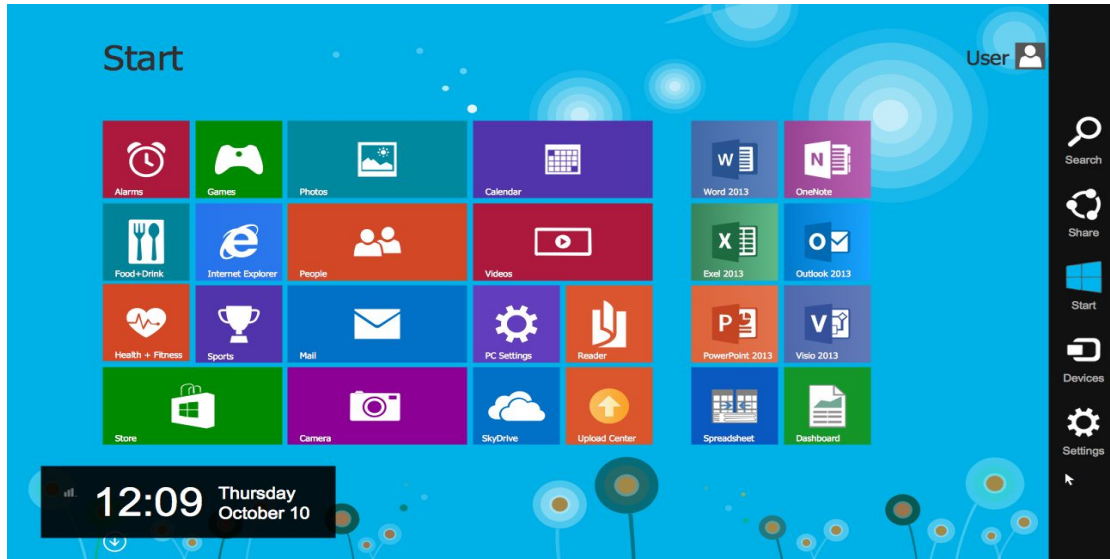 Start
User
Alarms
Games
Photos
Calendar
Word 2013
OneNote
Food+Drink
Internet Explorer
People
Videos
Exel 2013
Outlook 2013
Health + Fitness
Sports
Mail
PC Settings
Reader
PowerPoint 2013
Visio 2013
Store
Camera
SkyDrive
Upload Center
Spreadsheet
Dashboard
W
N
X
O
P
V
Search
Share
Start
Devices
Settings
12:09
Thursday
October 10